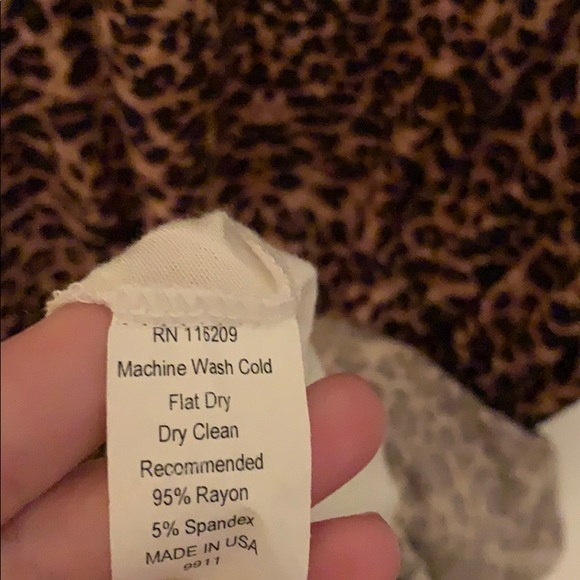 RN 116209
Machine Wash Cold
Flat Dry
Dry Clean
Recommended
95% Rayon
5% Spandex
MADE IN USA
9911